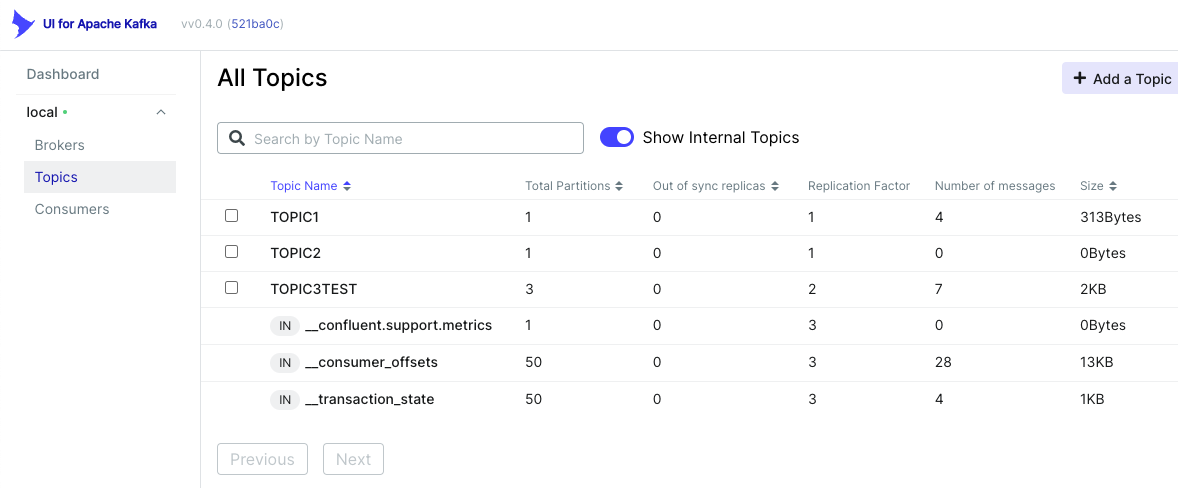 UI for Apache Kafka vv0.4.0 (521ba0c)
Dashboard
local
Brokers
Topics
Consumers
All Topics
Add a Topic
Search by Topic Name
Show Internal Topics
Topic Name Total Partitions Out of sync replicas Replication Factor Number of messages Size
TOPIC1 1 0 1 4 313Bytes
TOPIC2 1 0 1 0 0Bytes
TOPIC3TEST 3 0 2 7 2KB
IN __confluent.support.metrics 1 0 3 0 0Bytes
IN __consumer_offsets 50 0 3 28 13KB
IN __transaction_state 50 0 3 4 1KB
Previous Next